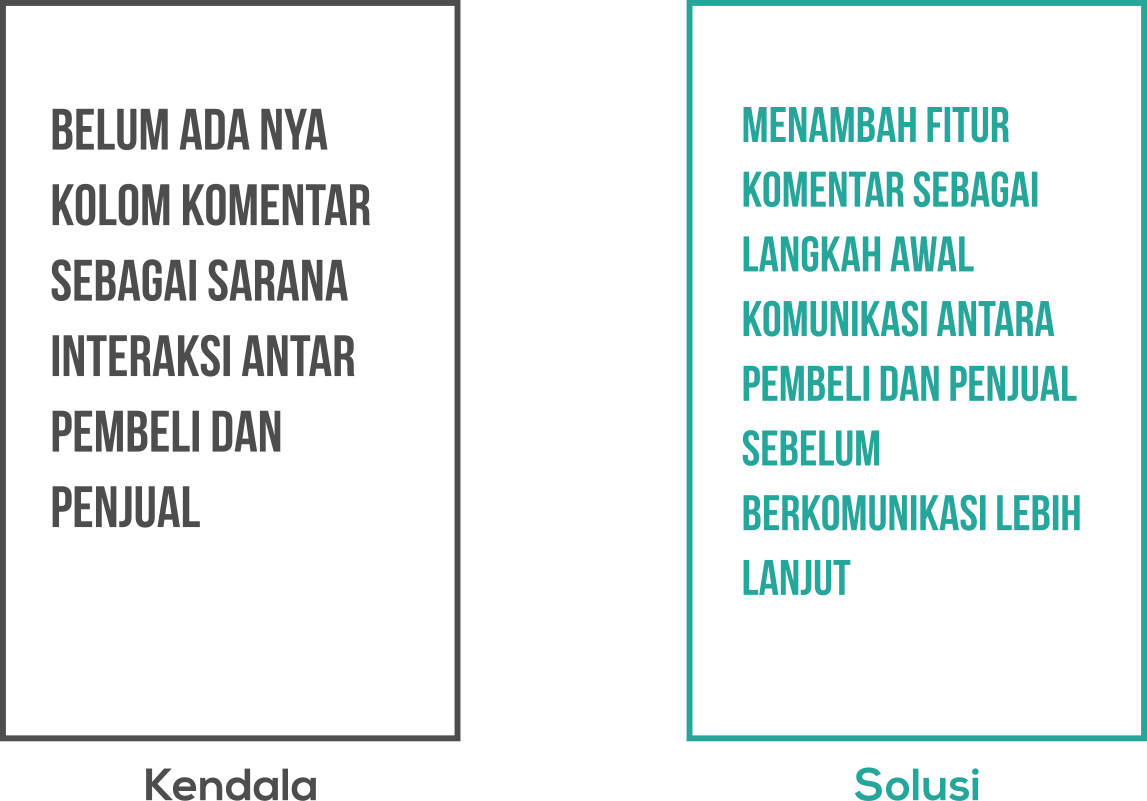 BELUM ADA NYA
KOLOM KOMENTAR
SEBAGAI SARANA
INTERAKSI ANTAR
PEMBELI DAN
PENJUAL
Kendala
MENAMBAH FITUR
KOMENTAR SEBAGAI
LANGKAH AWAL
KOMUNIKASI ANTARA
PEMBELI DAN PENJUAL
SEBELUM
BERKOMUNIKASI LEBIH
LANJUT
Solusi